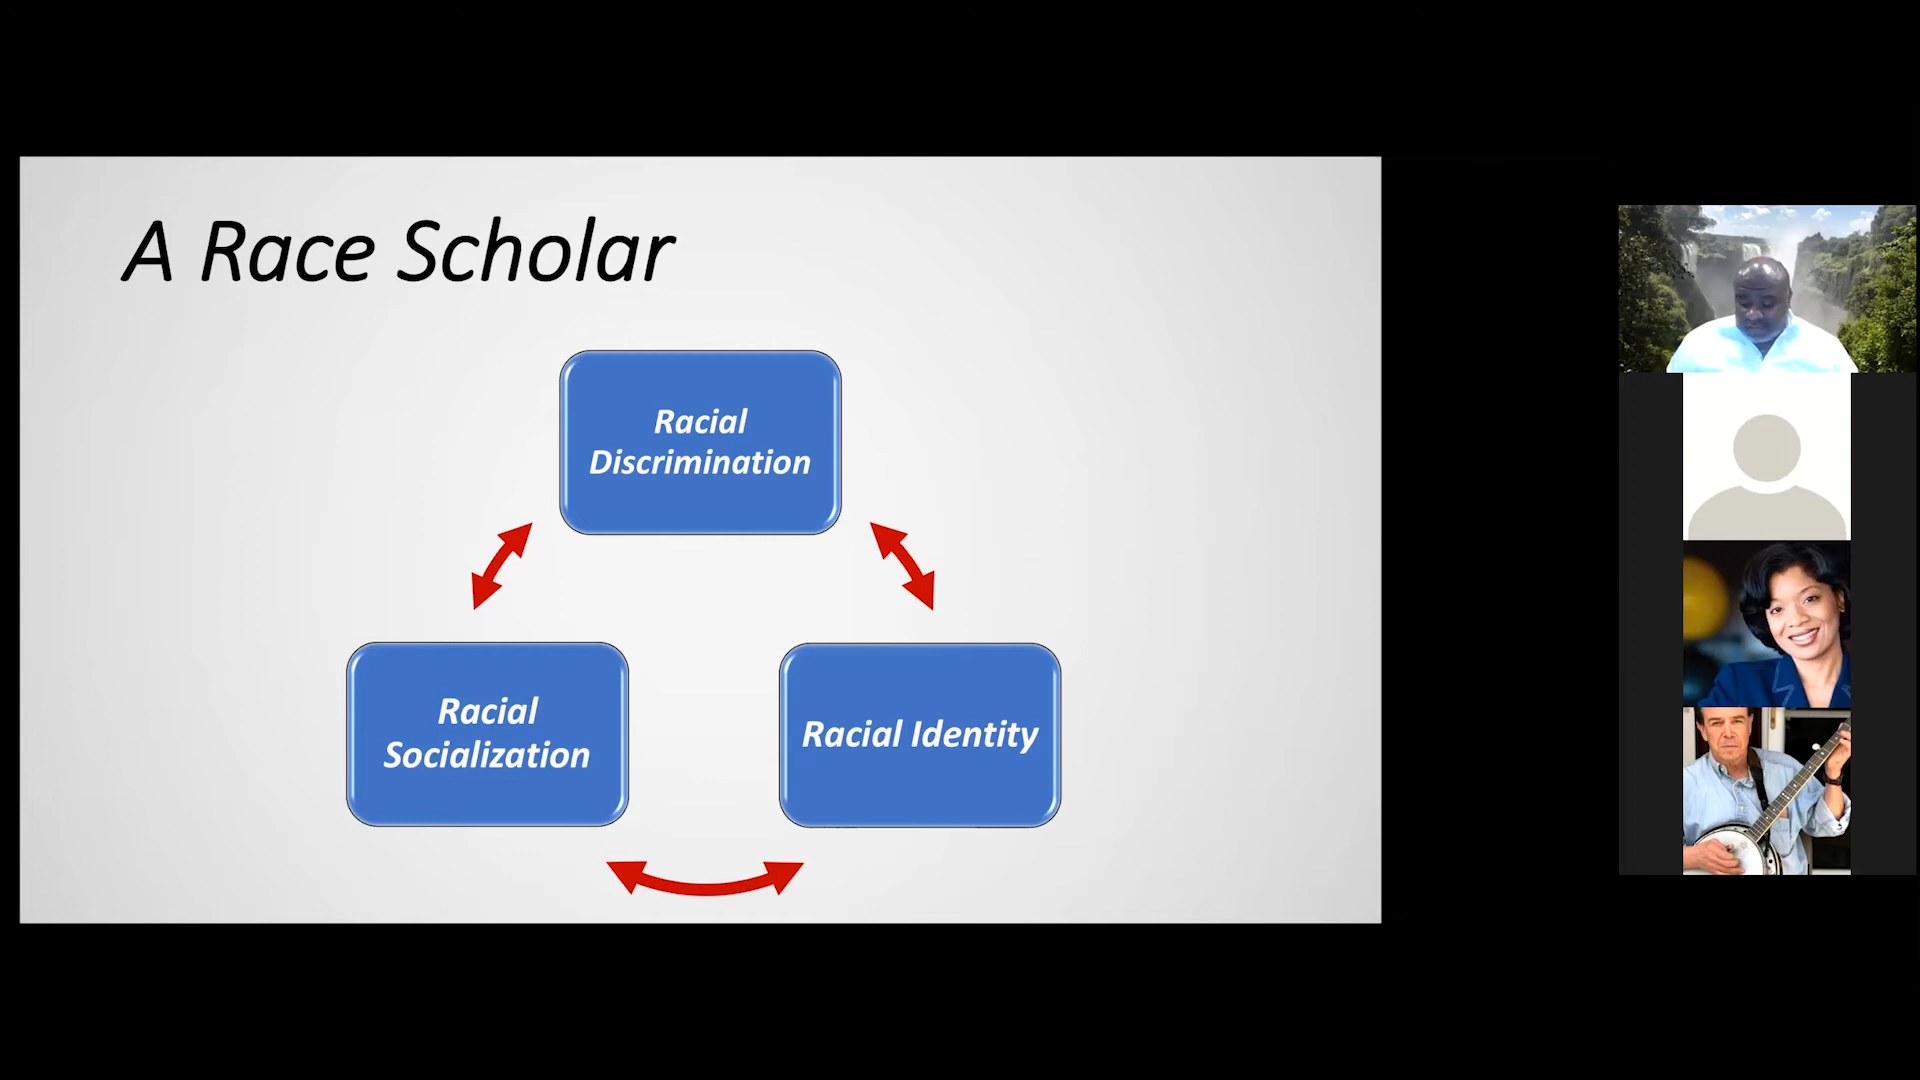 A Race Scholar
Racial
Discrimination
Racial
Socialization
Racial Identity